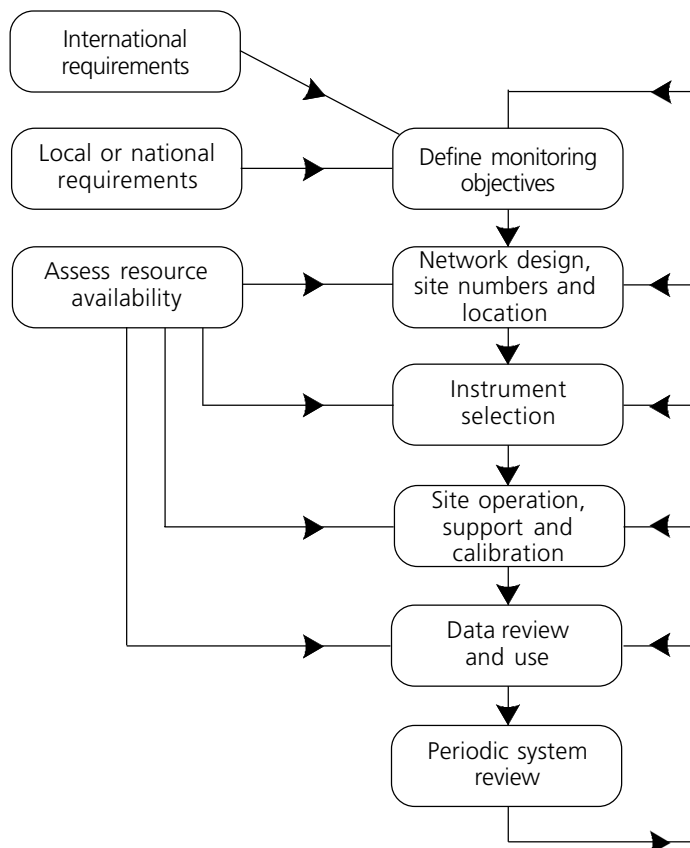 International
requirements
Local or national
requirements
Define monitoring
objectives
Assess resource
availability
Network design,
site numbers and
location
Instrument
selection
Site operation,
support and
calibration
Data review
and use
Periodic system
review